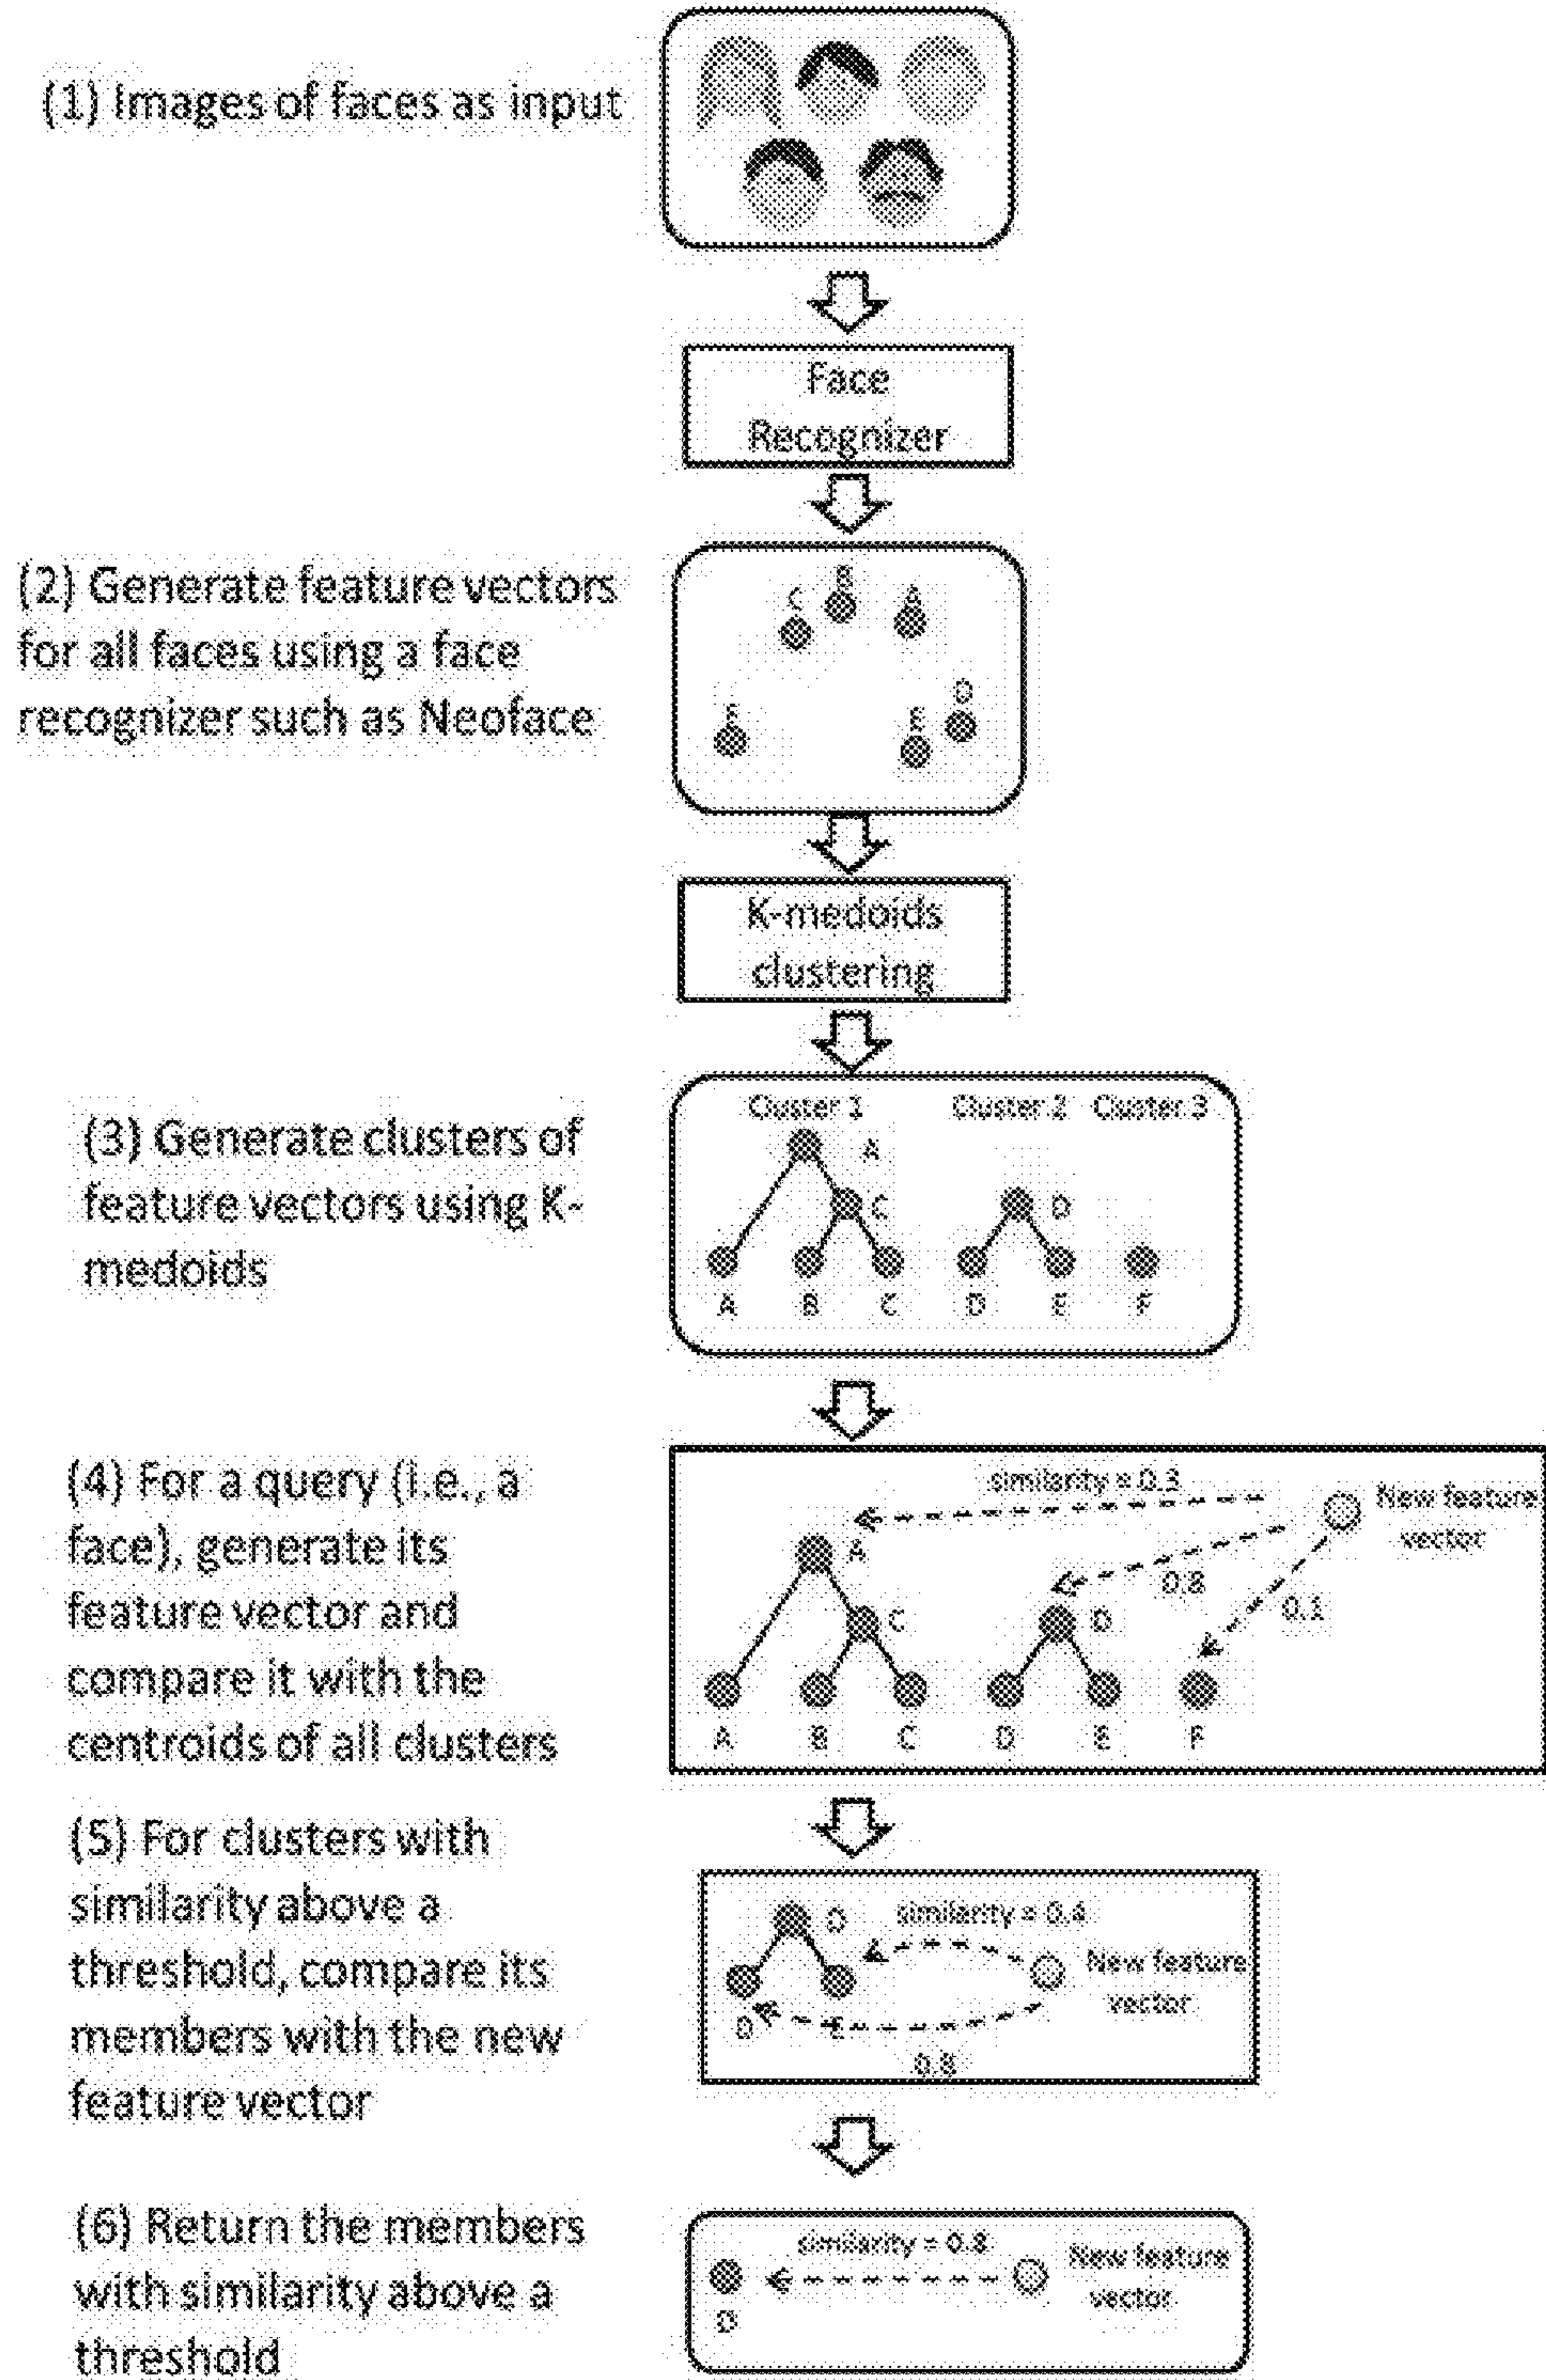 (1) Images of faces as input
Face
Recognizer
(2) Generate feature vectors
for all faces using a face
recognizer such as Neoface
B
C
A
D
E
F
K-medoids
clustering
(3) Generate clusters of
feature vectors using K-
medoids
Cluster 1 Cluster 2 Cluster 3
A
C D
A B C D E F
(4) For a query (i.e., a
face), generate its
feature vector and
compare it with the
centroids of all clusters
similarity = 0.3
New feature
vector
A
0.8
0.1
C D
A B C D E F
(5) For clusters with
similarity above a
threshold, compare its
members with the new
feature vector
D
similarity = 0.4
New feature
vector
D E
0.8
(6) Return the members
with similarity above a
threshold
similarity = 0.8
New feature
vector
D